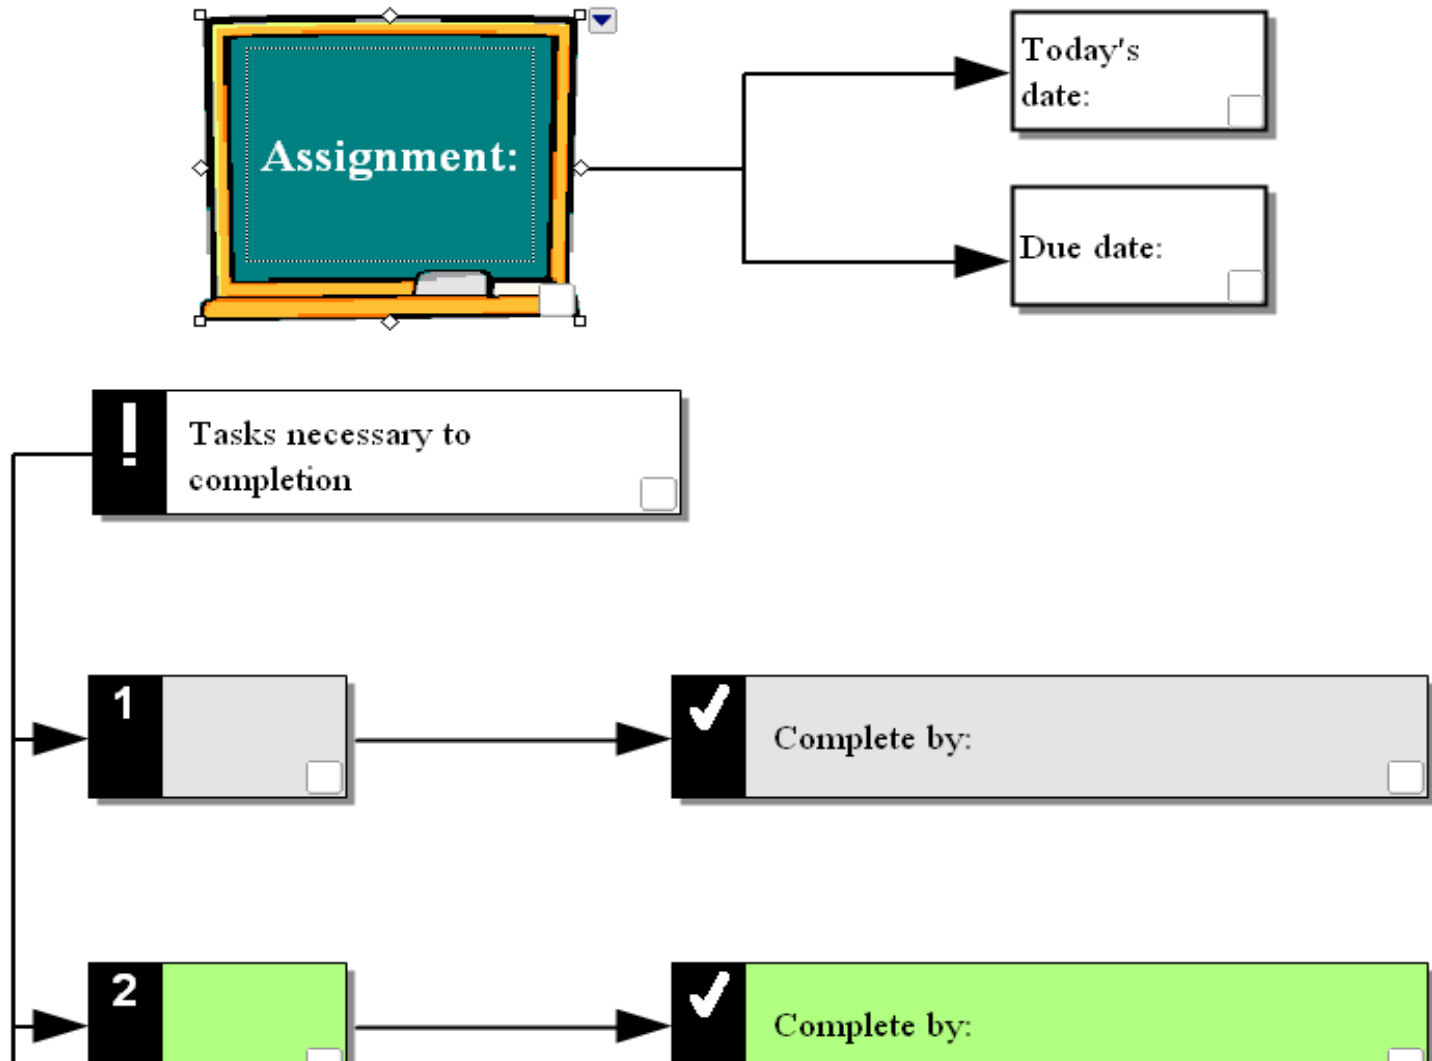 Assignment:
Today's
date:
Due date:
!
Tasks necessary to
completion
1
Complete by:
2
Complete by: